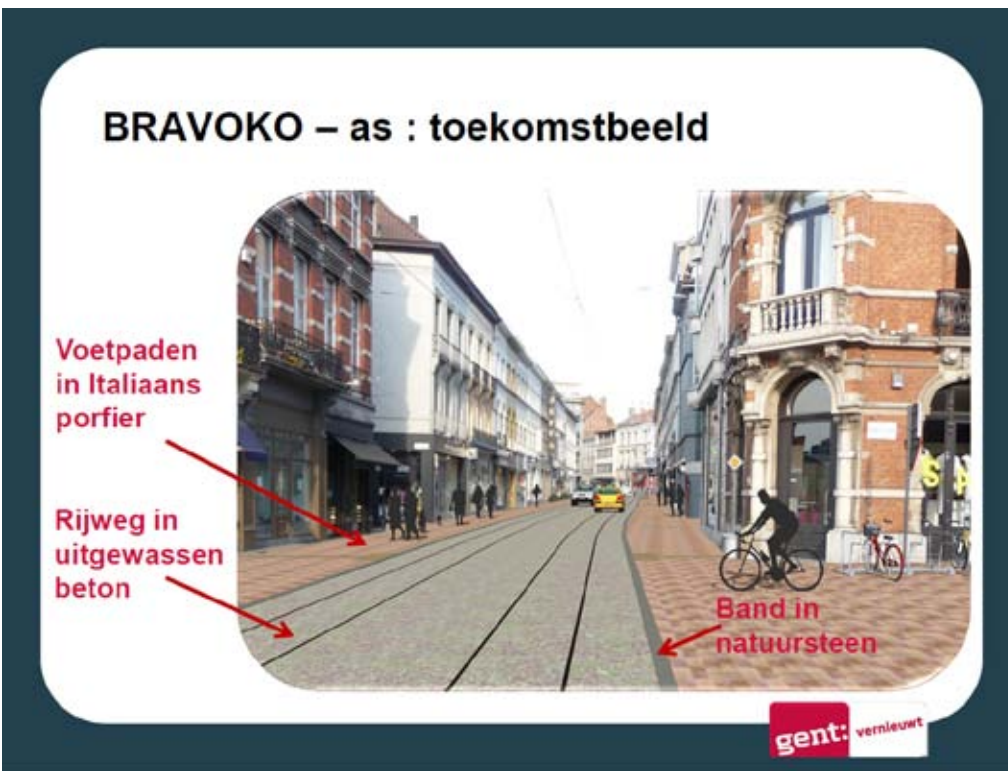 BRAVOKO – as : toekomstbeeld
Voetpaden
in Italiaans
porfier
Rijweg in
uitgewassen
beton
Band in
natuursteen
gent:
vernieuwt